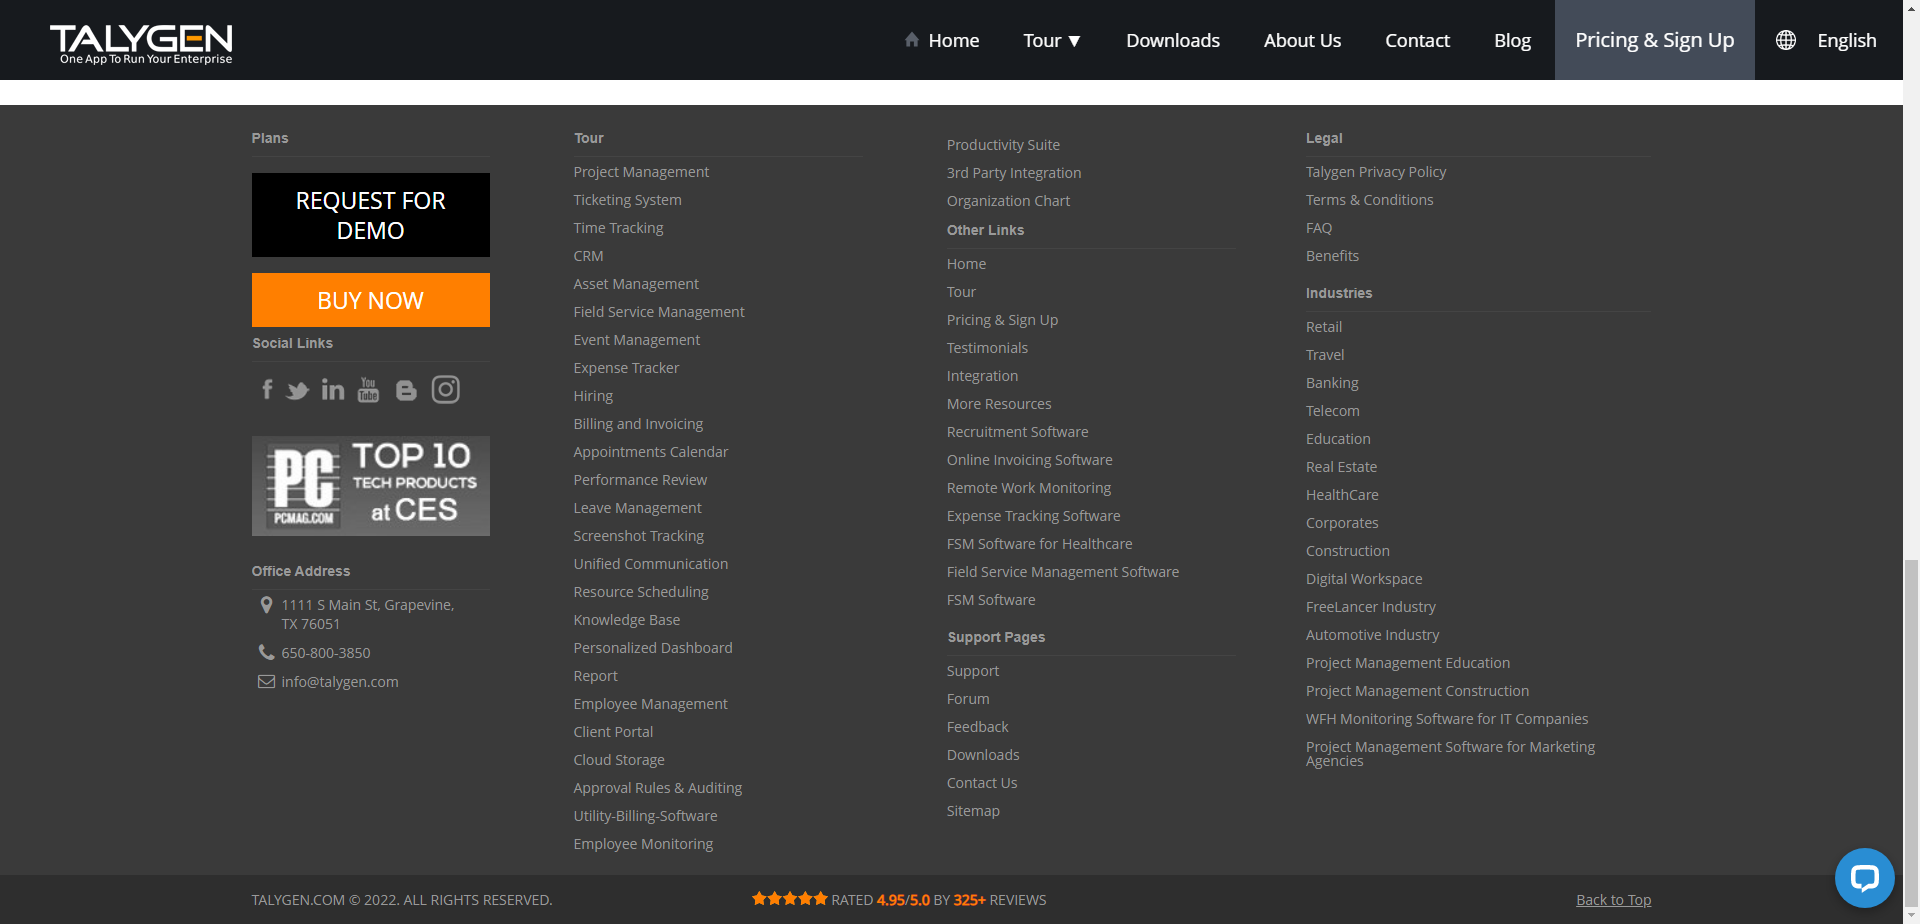 TALYGEN
One App To Run Your Enterprise
Home
Tour ▼
Downloads
About Us
Contact
Blog
Pricing & Sign Up
English
Plans
REQUEST FOR
DEMO
BUY NOW
Social Links
f
in
You
Tube
PC
PCMAG.COM
TOP 10
TECH PRODUCTS
at CES
Office Address
1111 S Main St, Grapevine,
TX 76051
650-800-3850
info@talygen.com
Tour
Project Management
Ticketing System
Time Tracking
CRM
Asset Management
Field Service Management
Event Management
Expense Tracker
Hiring
Billing and Invoicing
Appointments Calendar
Performance Review
Leave Management
Screenshot Tracking
Unified Communication
Resource Scheduling
Knowledge Base
Personalized Dashboard
Report
Employee Management
Client Portal
Cloud Storage
Approval Rules & Auditing
Utility-Billing-Software
Employee Monitoring
Productivity Suite
3rd Party Integration
Organization Chart
Other Links
Home
Tour
Pricing & Sign Up
Testimonials
Integration
More Resources
Recruitment Software
Online Invoicing Software
Remote Work Monitoring
Expense Tracking Software
FSM Software for Healthcare
Field Service Management Software
FSM Software
Support Pages
Support
Forum
Feedback
Downloads
Contact Us
Sitemap
Legal
Talygen Privacy Policy
Terms & Conditions
FAQ
Benefits
Industries
Retail
Travel
Banking
Telecom
Education
Real Estate
HealthCare
Corporates
Construction
Digital Workspace
FreeLancer Industry
Automotive Industry
Project Management Education
Project Management Construction
WFH Monitoring Software for IT Companies
Project Management Software for Marketing
Agencies
TALYGEN.COM © 2022. ALL RIGHTS RESERVED.
RATED 4.95/5.0 BY 325+ REVIEWS
Back to Top